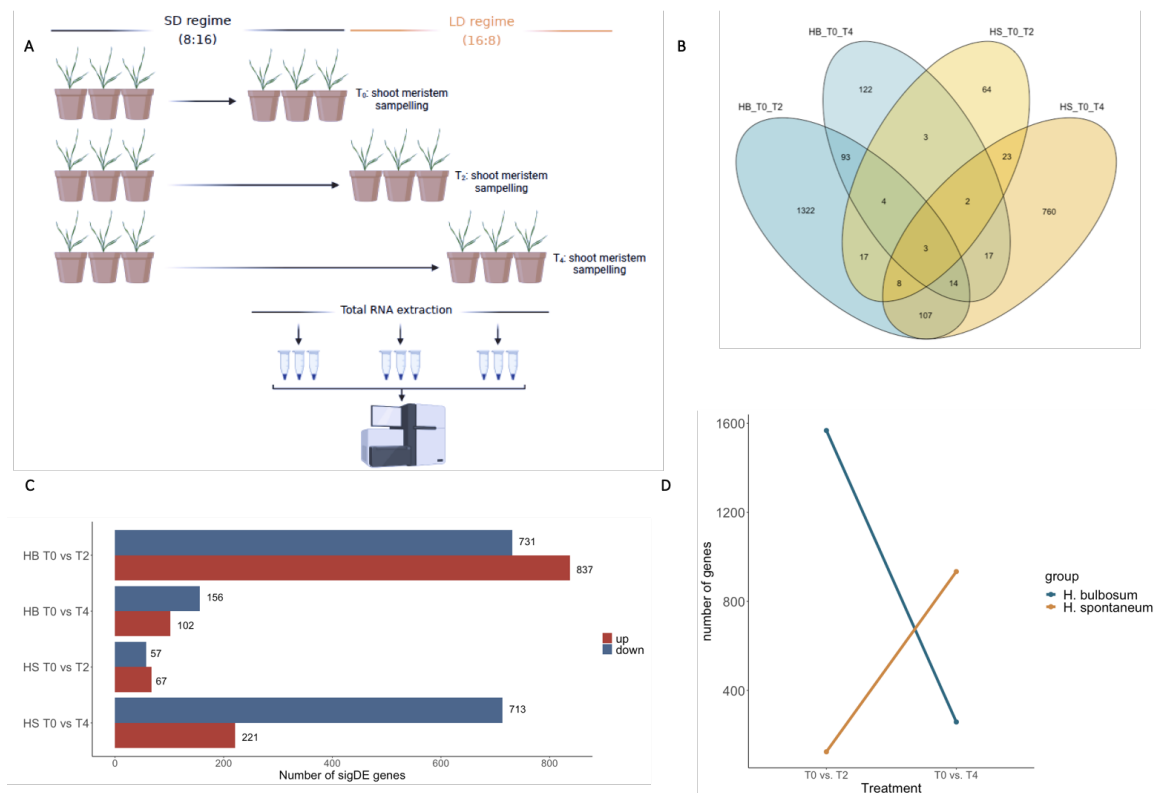 SD regime
(8:16)
LD regime
(16:8)
A
T₀: shoot meristem
sampelling
T₂: shoot meristem
sampelling
T₄: shoot meristem
sampelling
Total RNA extraction
B
HB_T0_T4
HS_T0_T2
HB_T0_T2
HS_T0_T4
122
64
3
93
23
4
2
1322
760
3
17
17
8
14
107
C
HB T0 vs T2
731
837
HB T0 vs T4
156
102
HS T0 vs T2
57
67
HS T0 vs T4
713
221
up
down
0
200
400
600
800
Number of sigDE genes
D
1600
1200
800
400
number of genes
T0 vs. T2
T0 vs. T4
Treatment
group
H. bulbosum
H. spontaneum